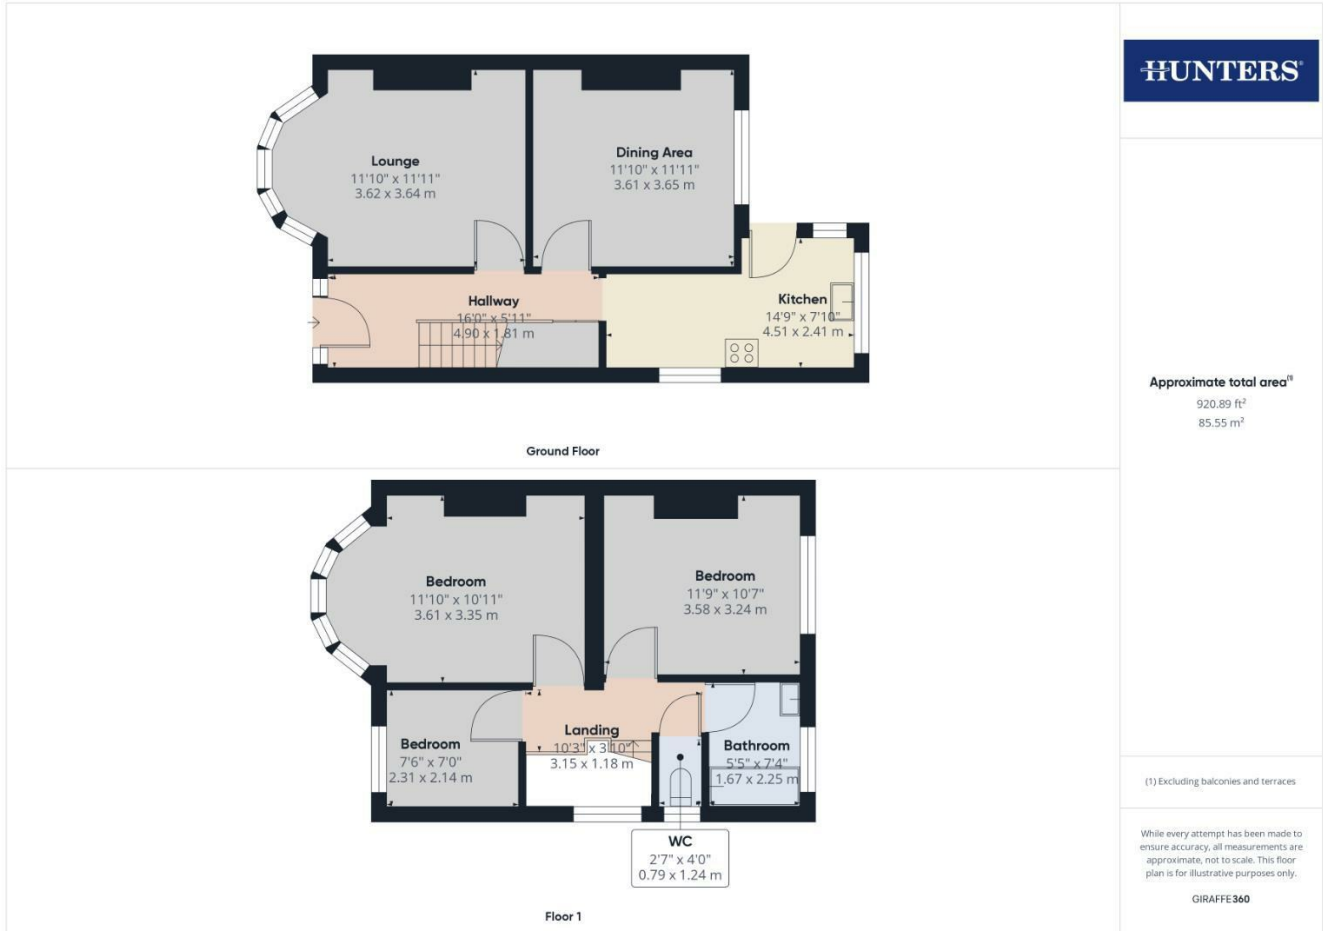 HUNTERS®
Lounge
11'10" x 11'11"
3.62 x 3.64 m
Dining Area
11'10" x 11'11"
3.61 x 3.65 m
Hallway
16'0" x 5'11"
4.90 x 1.81 m
Kitchen
14'9" x 7'10"
4.51 x 2.41 m
Ground Floor
Approximate total area(1)
920.89 ft²
85.55 m²
Bedroom
11'10" x 10'11"
3.61 x 3.35 m
Bedroom
11'9" x 10'7"
3.58 x 3.24 m
Bedroom
7'6" x 7'0"
2.31 x 2.14 m
Landing
10'3" x 3'10"
3.15 x 1.18 m
Bathroom
5'5" x 7'4"
1.67 x 2.25 m
WC
2'7" x 4'0"
0.79 x 1.24 m
Floor 1
(1) Excluding balconies and terraces
While every attempt has been made to
ensure accuracy, all measurements are
approximate, not to scale. This floor
plan is for illustrative purposes only.
GIRAFFE360